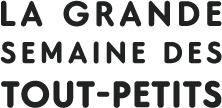 LA GRANDE
SEMAINE DES
TOUT-PETITS